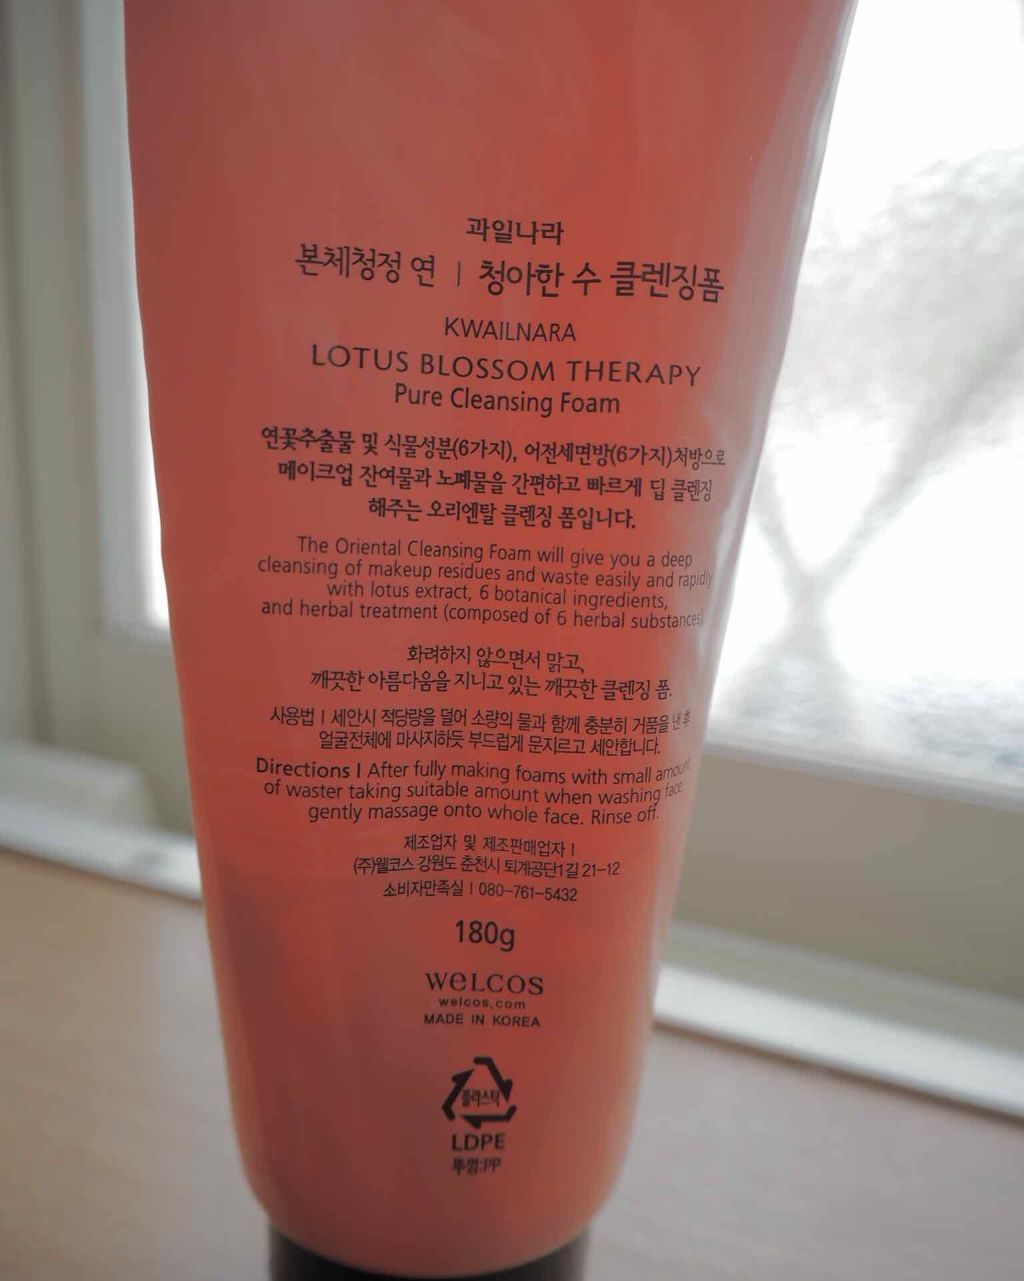 과일나라
본체청정 연 | 청아한 수 클렌징폼
KWAILNARA
LOTUS BLOSSOM THERAPY
Pure Cleansing Foam
연꽃추출물 및 식물성분(6가지), 어전세면방(6가지)처방으로
메이크업 잔여물과 노폐물을 간편하고 빠르게 딥 클렌징
해주는 오리엔탈 클렌징 폼입니다.
The Oriental Cleansing Foam will give you a deep
cleansing of makeup residues and waste easily and rapidly
with lotus extract, 6 botanical ingredients,
and herbal treatment (composed of 6 herbal substances).
화려하지 않으면서 맑고,
깨끗한 아름다움을 지니고 있는 깨끗한 클렌징 폼.
사용법 | 세안시 적당량을 덜어 소량의 물과 함께 충분히 거품을 낸 후
얼굴전체에 마사지하듯 부드럽게 문지르고 세안합니다.
Directions | After fully making foams with small amount
of waster taking suitable amount when washing face,
gently massage onto whole face. Rinse off.
제조업자 및 제조판매업자 |
(주)웰코스 강원도 춘천시 퇴계공단1길 21-12
소비자만족실 | 080-761-5432
180g
WELCOS
welcos.com
MADE IN KOREA
플라스틱
LDPE
뚜껑:PP